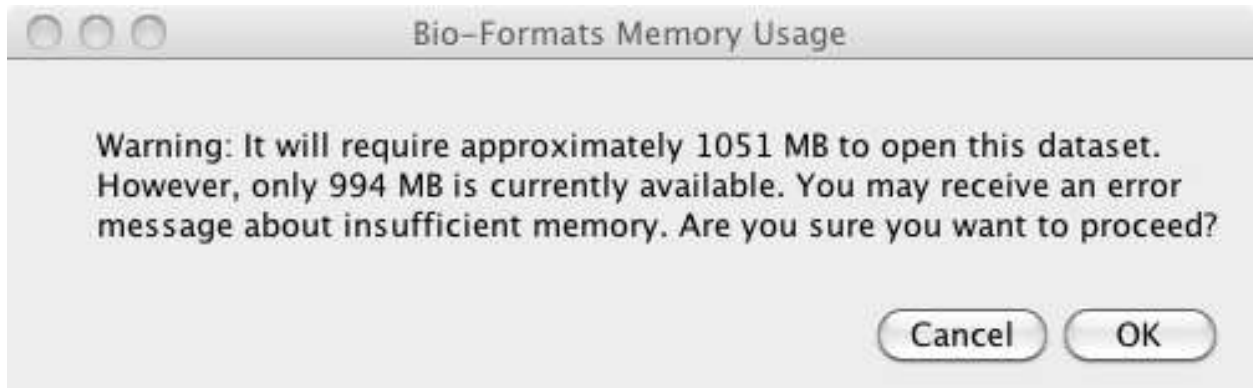 Bio-Formats Memory Usage
Warning: It will require approximately 1051 MB to open this dataset.
However, only 994 MB is currently available. You may receive an error
message about insufficient memory. Are you sure you want to proceed?
Cancel OK